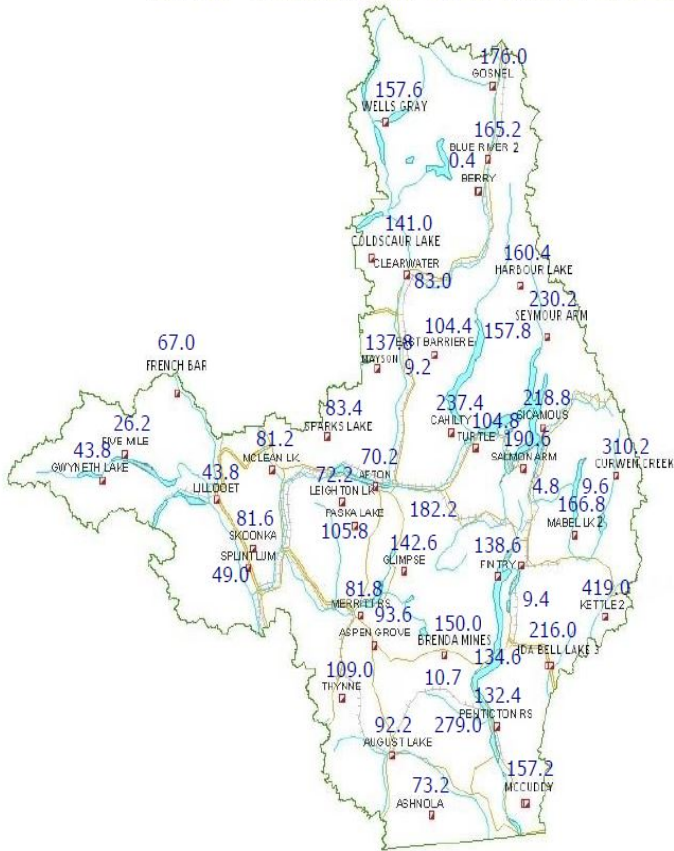 176.0
GOSNEL
157.6
WELLS GRAY
165.2
BLUE RIVER 2
0.4
BERRY
141.0
COLDSCAUR LAKE
CLEARWATER
83.0
160.4
HARBOUR LAKE
230.2
SEYMOUR ARM
104.4
157.8
137.8
EAST BARRIERE
MAYSON
9.2
67.0
FRENCH BAR
83.4
SPARKS LAKE
237.4
CAHILTY
104.8
TURTLE
218.8
SICAMOUS
190.6
SALMON ARM
26.2
FIVE MILE
43.8
GWYNETH LAKE
81.2
MCLEAN LK
70.2
AFTON
72.2
LEIGHTON LK
43.8
LILLOOET
PASKA LAKE
105.8
182.2
4.8
9.6
310.2
CURWEN CREEK
166.8
MABEL LK 2
81.6
SKOONKA
SPLINTLUM
49.0
142.6
GLIMPSE
138.6
FINTRY
81.8
MERRITT RS
93.6
ASPEN GROVE
9.4
419.0
KETTLE 2
150.0
BRENDA MINES
216.0
IDA BELL LAKE 3
134.6
109.0
THYNNE
10.7
132.4
PENTICTON RS
279.0
92.2
AUGUST LAKE
73.2
ASHNOLA
157.2
MCCUDDY